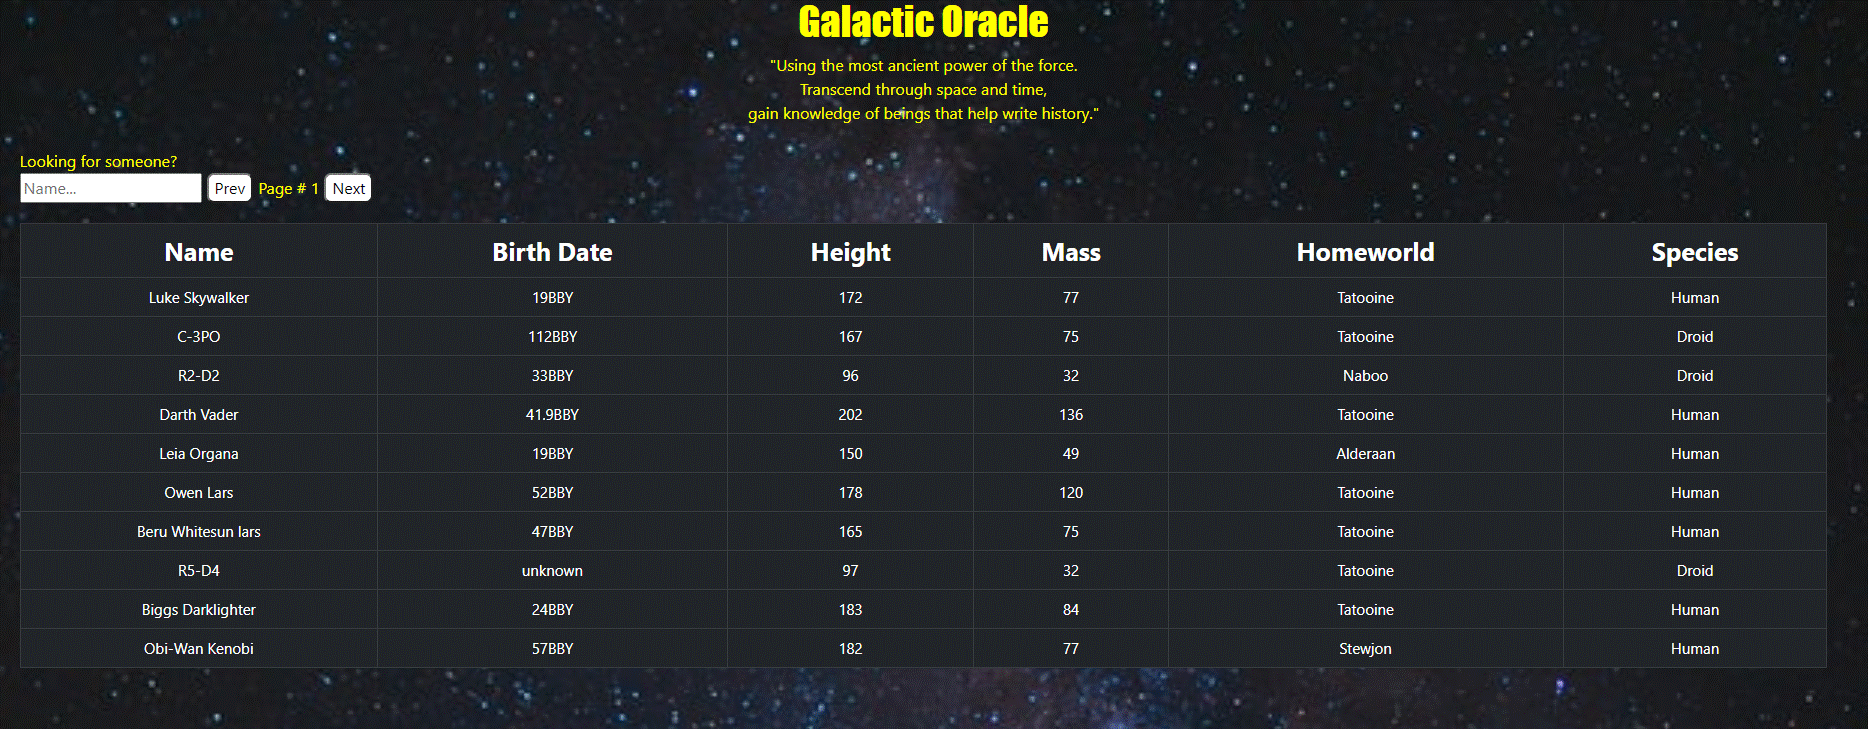 Galactic Oracle
"Using the most ancient power of the force.
Transcend through space and time,
gain knowledge of beings that help write history."
Looking for someone?
Name... Prev Page # 1 Next
Name Birth Date Height Mass Homeworld Species
Luke Skywalker 19BBY 172 77 Tatooine Human
C-3PO 112BBY 167 75 Tatooine Droid
R2-D2 33BBY 96 32 Naboo Droid
Darth Vader 41.9BBY 202 136 Tatooine Human
Leia Organa 19BBY 150 49 Alderaan Human
Owen Lars 52BBY 178 120 Tatooine Human
Beru Whitesun lars 47BBY 165 75 Tatooine Human
R5-D4 unknown 97 32 Tatooine Droid
Biggs Darklighter 24BBY 183 84 Tatooine Human
Obi-Wan Kenobi 57BBY 182 77 Stewjon Human